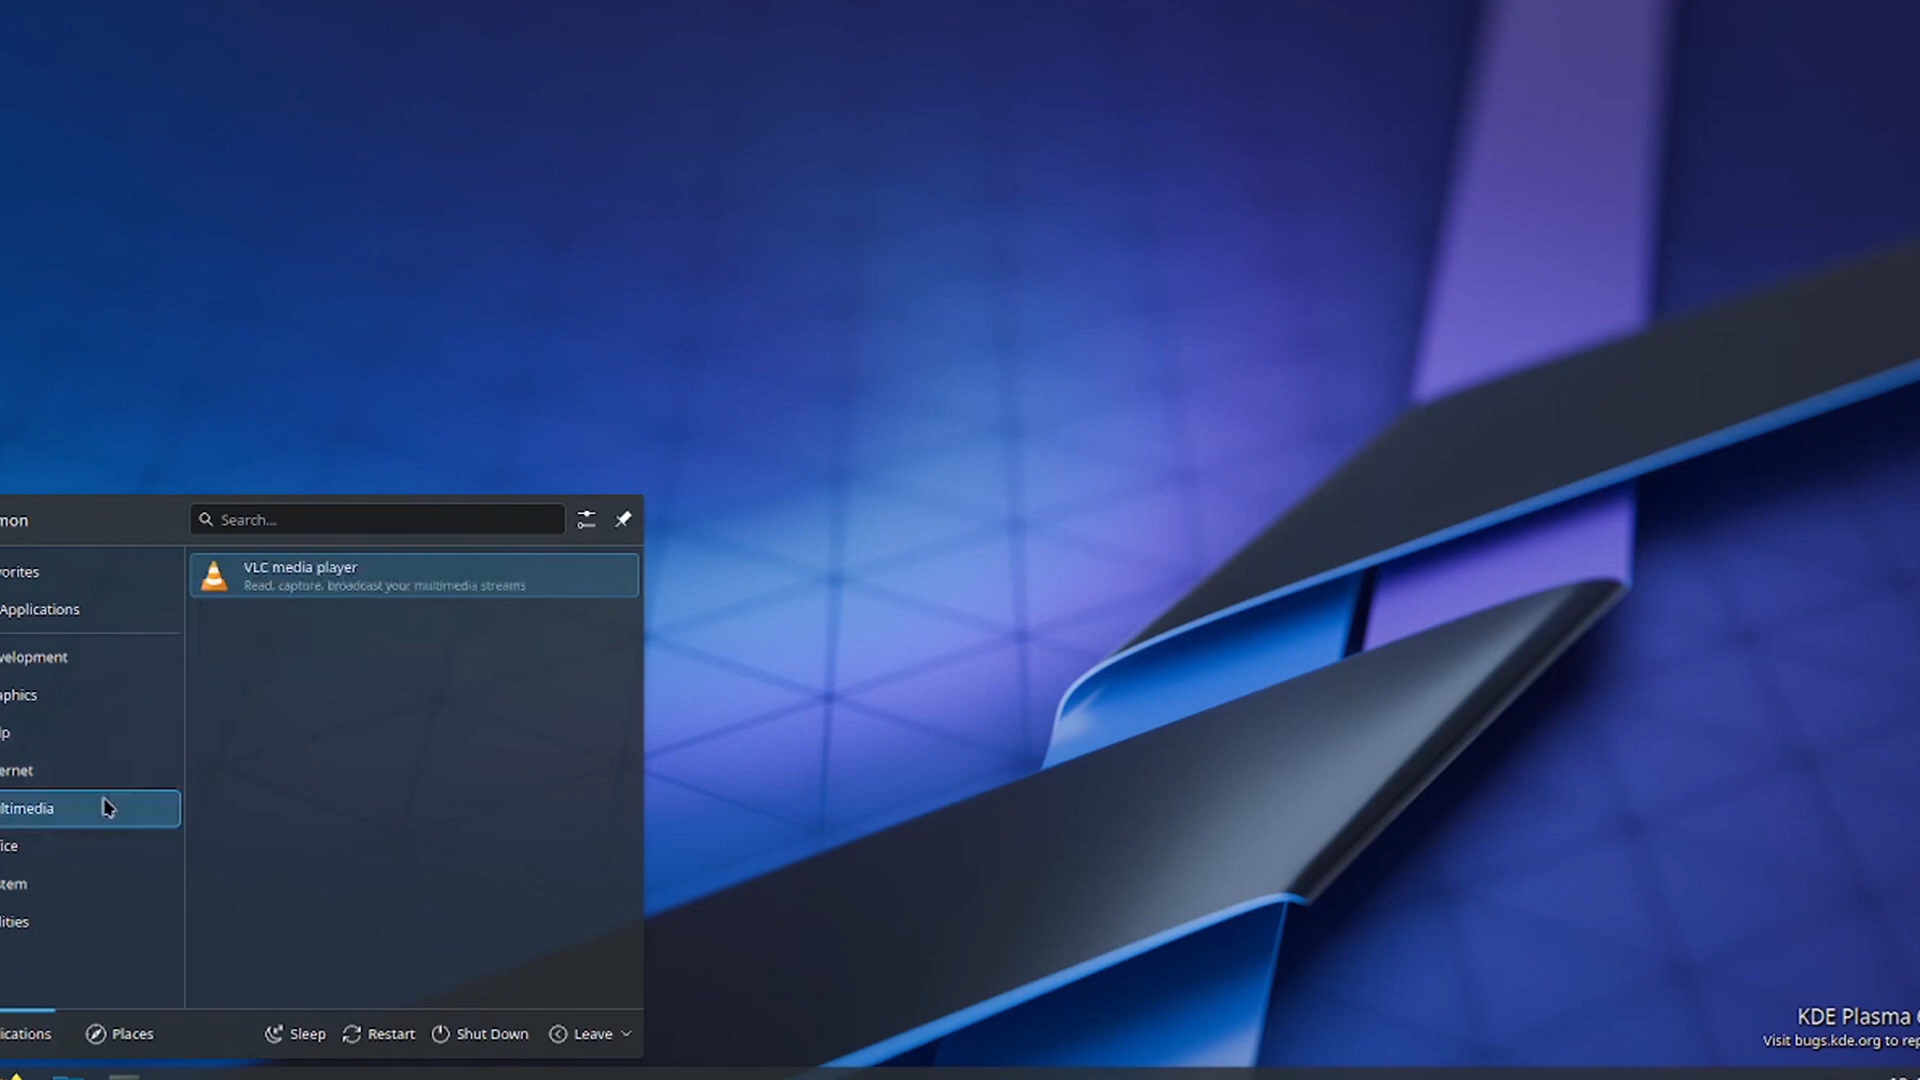 mon
Search...
VLC media player
Read, capture, broadcast your multimedia streams
orites
Applications
velopment
aphics
lp
ernet
ltimedia
ice
tem
lities
ications
Places
Sleep
Restart
Shut Down
Leave
KDE Plasma
Visit bugs.kde.org to rep